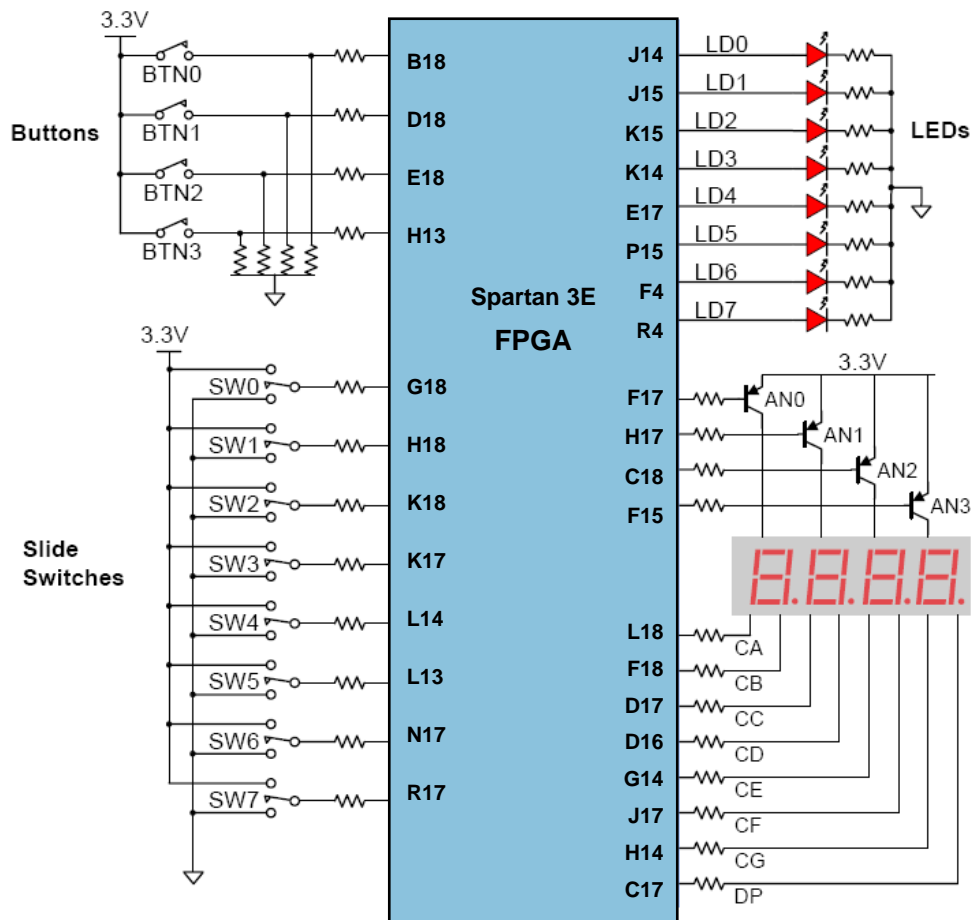 3.3V
BTN0
BTN1
BTN2
BTN3
Buttons
B18
D18
E18
H13
3.3V
SW0
SW1
SW2
SW3
SW4
SW5
SW6
SW7
Slide
Switches
G18
H18
K18
K17
L14
L13
N17
R17
Spartan 3E
FPGA
J14
J15
K15
K14
E17
P15
F4
R4
LD0
LD1
LD2
LD3
LD4
LD5
LD6
LD7
LEDs
F17
H17
C18
F15
3.3V
AN0
AN1
AN2
AN3
8.8.8.8.
L18
F18
D17
D16
G14
J17
H14
C17
CA
CB
CC
CD
CE
CF
CG
DP